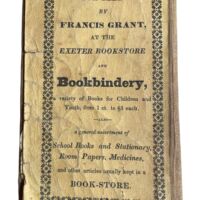 BY
FRANCIS GRANT,
AT THE
EXETER BOOKSTORE
AND
Bookbindery,
a variety of Books for Children and
Youth, from 1 ct. to $1 each.
—ALSO—
a general assortment of
School Books and Stationary,
Room Papers, Medicines,
and other articles usually kept in a
BOOK-STORE.